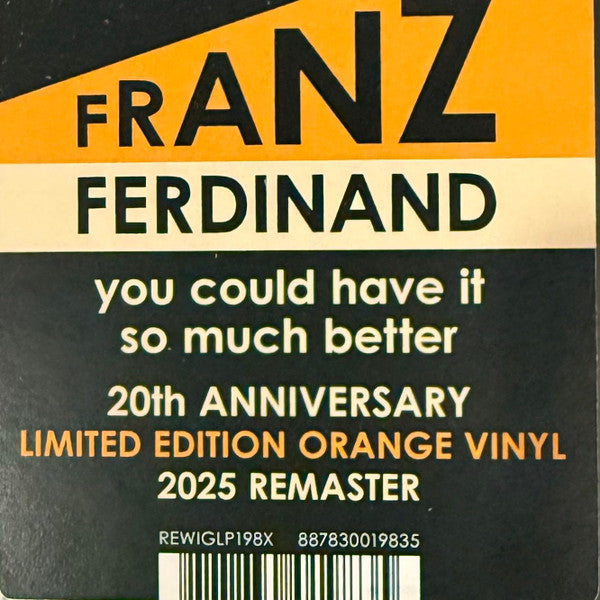 FRANZ
FERDINAND
you could have it
so much better
20th ANNIVERSARY
LIMITED EDITION ORANGE VINYL
2025 REMASTER
REWIGLP198X 887830019835